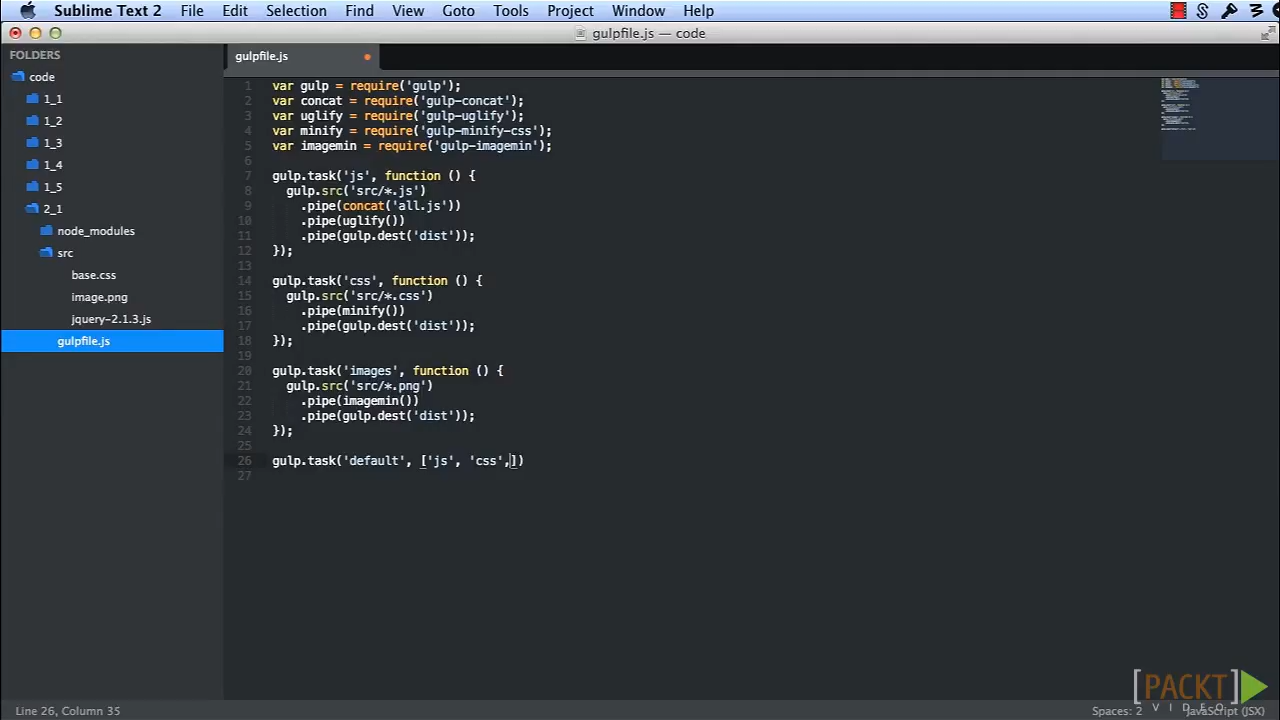 Sublime Text 2 File Edit Selection Find View Goto Tools Project Window Help
gulpfile.js — code
FOLDERS
code
1_1
1_2
1_3
1_4
1_5
2_1
node_modules
src
base.css
image.png
jquery-2.1.3.js
gulpfile.js
gulpfile.js
1 var gulp = require('gulp');
2 var concat = require('gulp-concat');
3 var uglify = require('gulp-uglify');
4 var minify = require('gulp-minify-css');
5 var imagemin = require('gulp-imagemin');
6
7 gulp.task('js', function () {
8 gulp.src('src/*.js')
9 .pipe(concat('all.js'))
10 .pipe(uglify())
11 .pipe(gulp.dest('dist'));
12 });
13
14 gulp.task('css', function () {
15 gulp.src('src/*.css')
16 .pipe(minify())
17 .pipe(gulp.dest('dist'));
18 });
19
20 gulp.task('images', function () {
21 gulp.src('src/*.png')
22 .pipe(imagemin())
23 .pipe(gulp.dest('dist'));
24 });
25
26 gulp.task('default', ['js', 'css',])
27
[PACKT]
VIDEO
Line 26, Column 35
Spaces: 2 JavaScript (JSX)